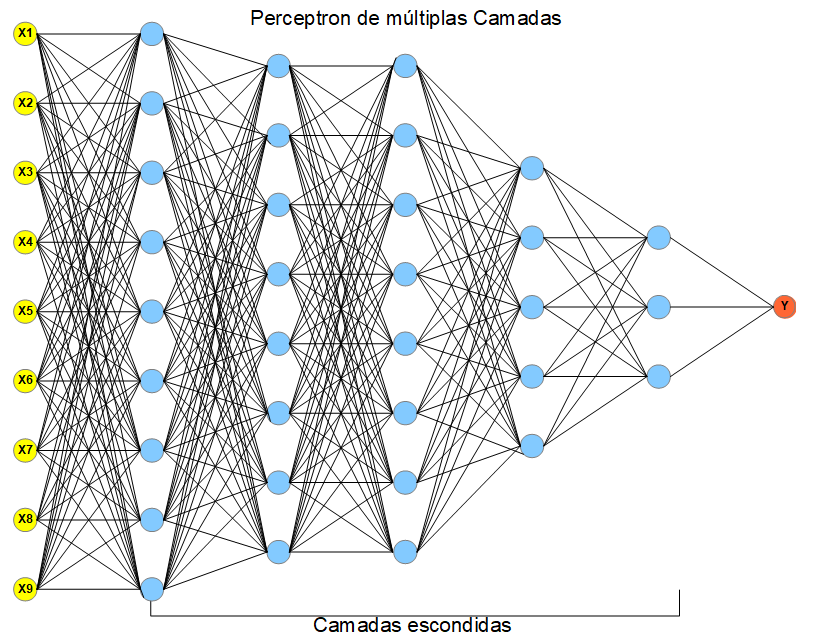 Perceptron de múltiplas Camadas
X1
X2
X3
X4
X5
Y
X6
X7
X8
X9
Camadas escondidas